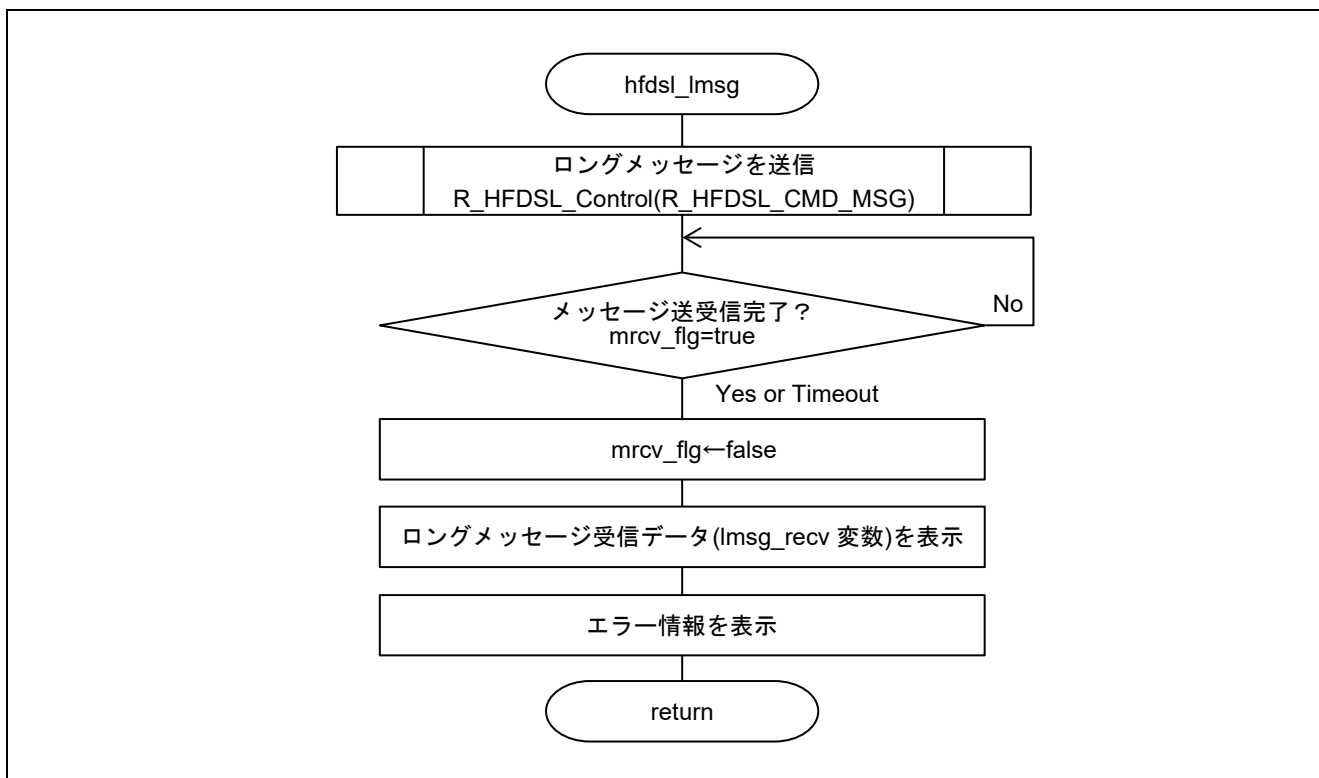 hfdsl_lmsg
ロングメッセージを送信
R_HFDSL_Control(R_HFDSL_CMD_MSG)
メッセージ送受信完了？
mrcv_flg=true
No
Yes or Timeout
mrcv_flg←false
ロングメッセージ受信データ(lmsg_recv 変数)を表示
エラー情報を表示
return